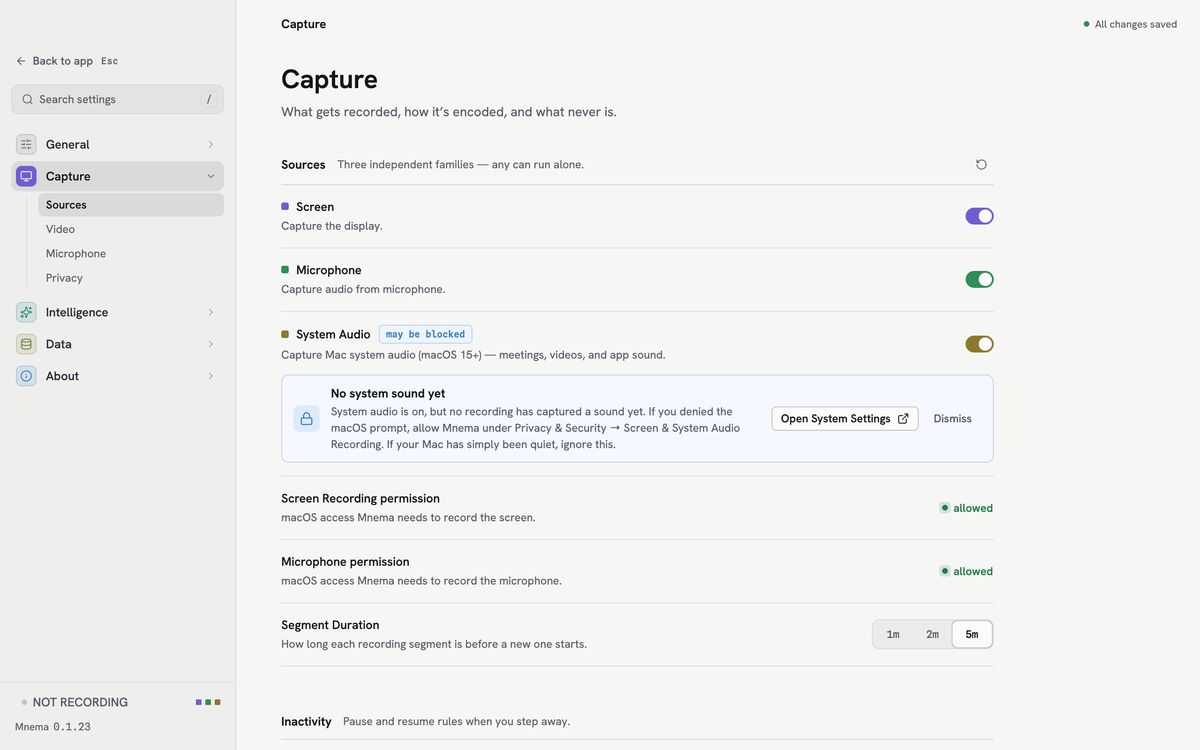 Capture
All changes saved
Back to app Esc
Search settings /
General
Capture
Sources
Video
Microphone
Privacy
Intelligence
Data
About
NOT RECORDING
Mnema 0.1.23
Capture
What gets recorded, how it’s encoded, and what never is.
Sources Three independent families — any can run alone.
Screen
Capture the display.
Microphone
Capture audio from microphone.
System Audio may be blocked
Capture Mac system audio (macOS 15+) — meetings, videos, and app sound.
No system sound yet
System audio is on, but no recording has captured a sound yet. If you denied the
macOS prompt, allow Mnema under Privacy & Security → Screen & System Audio
Recording. If your Mac has simply been quiet, ignore this.
Open System Settings
Dismiss
Screen Recording permission
macOS access Mnema needs to record the screen.
allowed
Microphone permission
macOS access Mnema needs to record the microphone.
allowed
Segment Duration
How long each recording segment is before a new one starts.
1m 2m 5m
Inactivity Pause and resume rules when you step away.